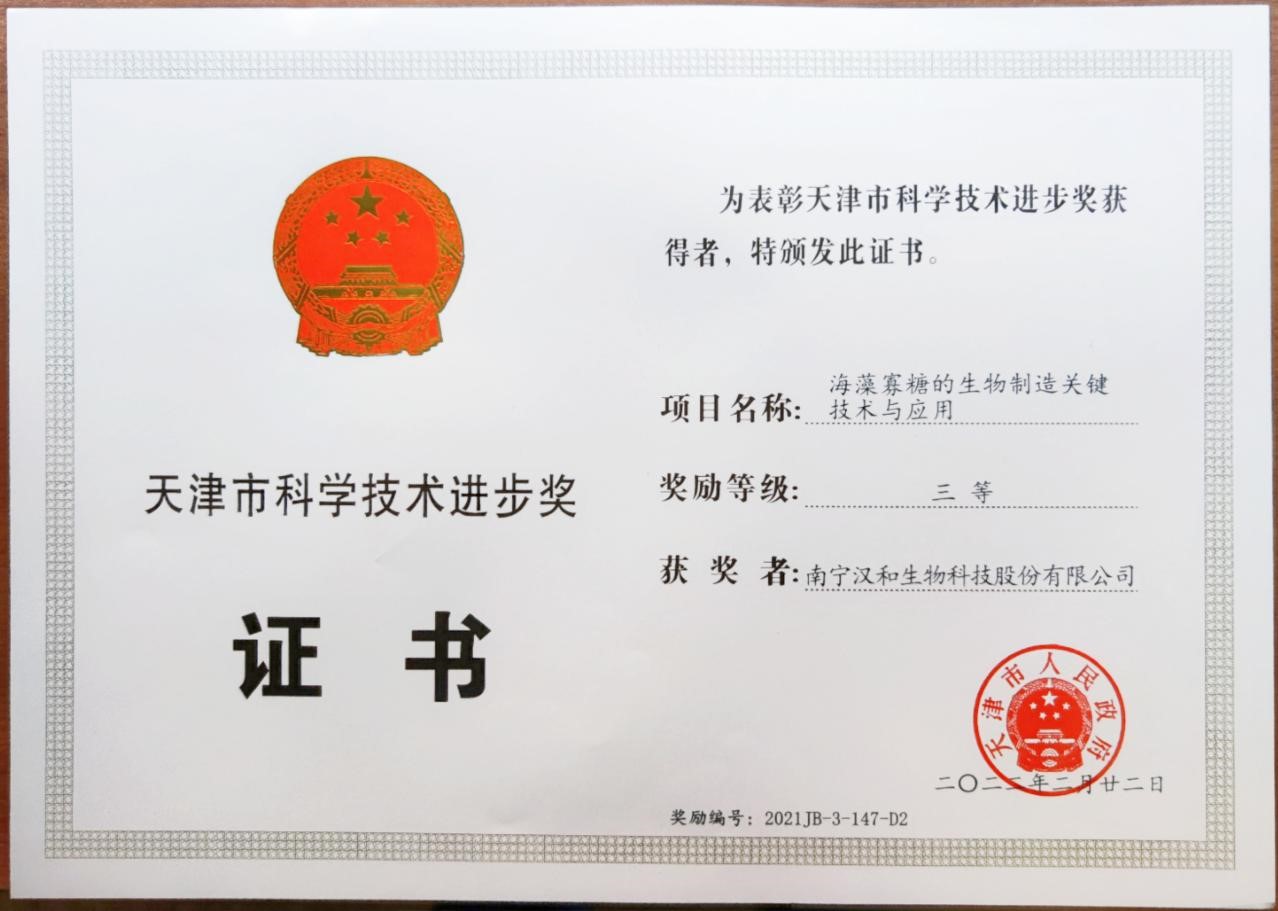 天津市科学技术进步奖
证书
为表彰天津市科学技术进步奖获
得者，特颁发此证书。
项目名称：海藻寡糖的生物制造关键
技术与应用
奖励等级：三等
获奖者：南宁汉和生物科技股份有限公司
天津市人民政府
二〇二二年二月廿二日
奖励编号：2021JB-3-147-D2